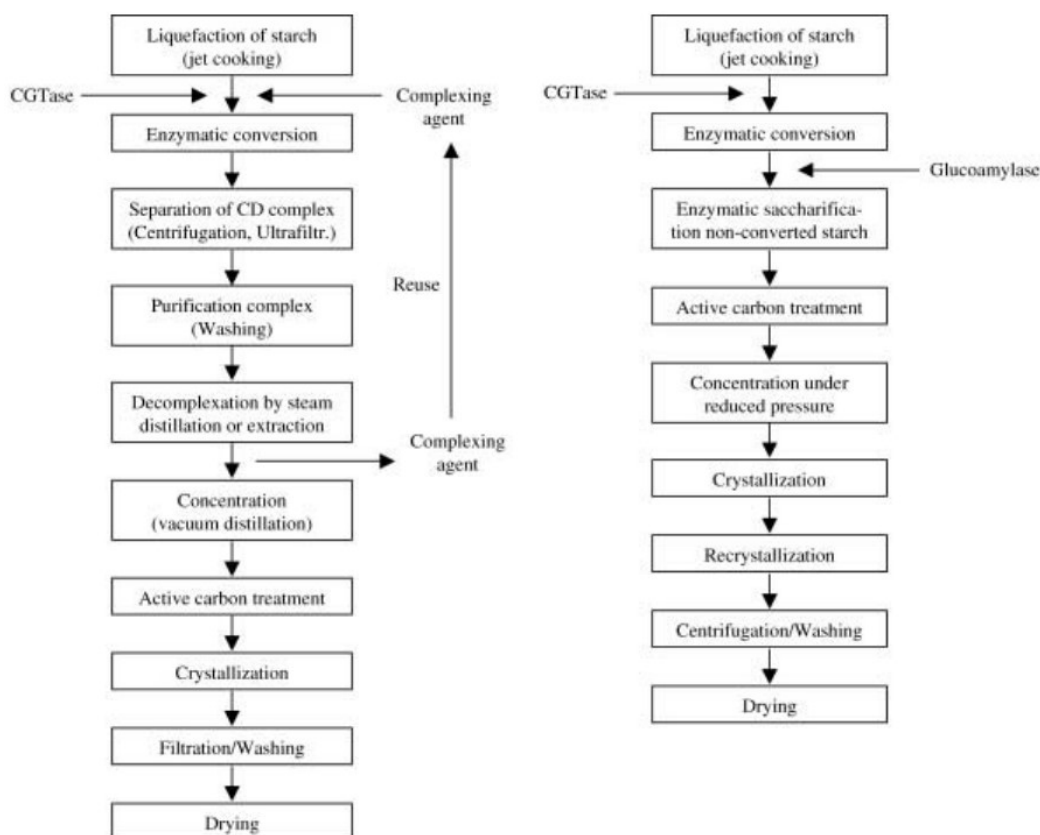 Liquefaction of starch
(jet cooking)
CGTase
Complexing
agent
Enzymatic conversion
Separation of CD complex
(Centrifugation, Ultrafiltr.)
Reuse
Purification complex
(Washing)
Decomplexation by steam
distillation or extraction
Complexing
agent
Concentration
(vacuum distillation)
Active carbon treatment
Crystallization
Filtration/Washing
Drying
Liquefaction of starch
(jet cooking)
CGTase
Enzymatic conversion
Glucoamylase
Enzymatic saccharifica-
tion non-converted starch
Active carbon treatment
Concentration under
reduced pressure
Crystallization
Recrystallization
Centrifugation/Washing
Drying